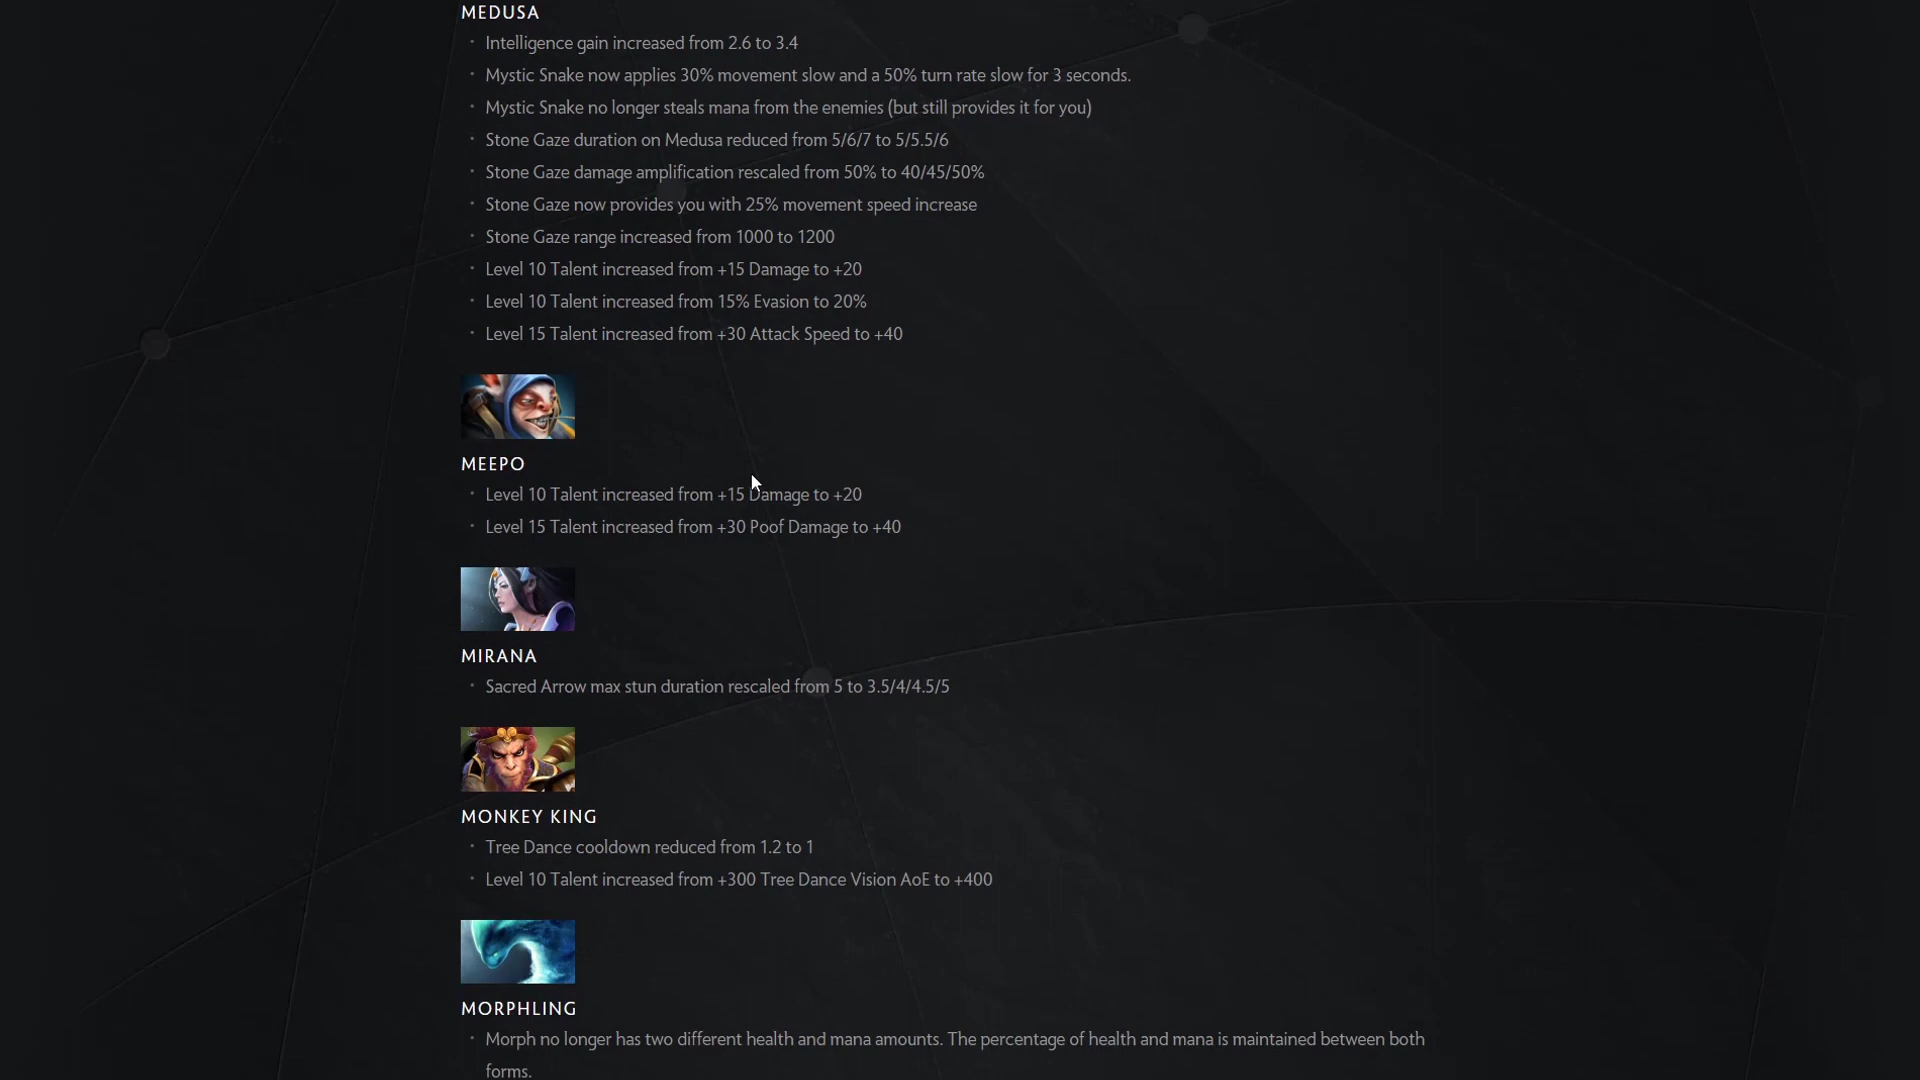 MEDUSA
· Intelligence gain increased from 2.6 to 3.4
· Mystic Snake now applies 30% movement slow and a 50% turn rate slow for 3 seconds.
· Mystic Snake no longer steals mana from the enemies (but still provides it for you)
· Stone Gaze duration on Medusa reduced from 5/6/7 to 5/5.5/6
· Stone Gaze damage amplification rescaled from 50% to 40/45/50%
· Stone Gaze now provides you with 25% movement speed increase
· Stone Gaze range increased from 1000 to 1200
· Level 10 Talent increased from +15 Damage to +20
· Level 10 Talent increased from 15% Evasion to 20%
· Level 15 Talent increased from +30 Attack Speed to +40
MEEPO
· Level 10 Talent increased from +15 Damage to +20
· Level 15 Talent increased from +30 Poof Damage to +40
MIRANA
· Sacred Arrow max stun duration rescaled from 5 to 3.5/4/4.5/5
MONKEY KING
· Tree Dance cooldown reduced from 1.2 to 1
· Level 10 Talent increased from +300 Tree Dance Vision AoE to +400
MORPHLING
· Morph no longer has two different health and mana amounts. The percentage of health and mana is maintained between both
forms.